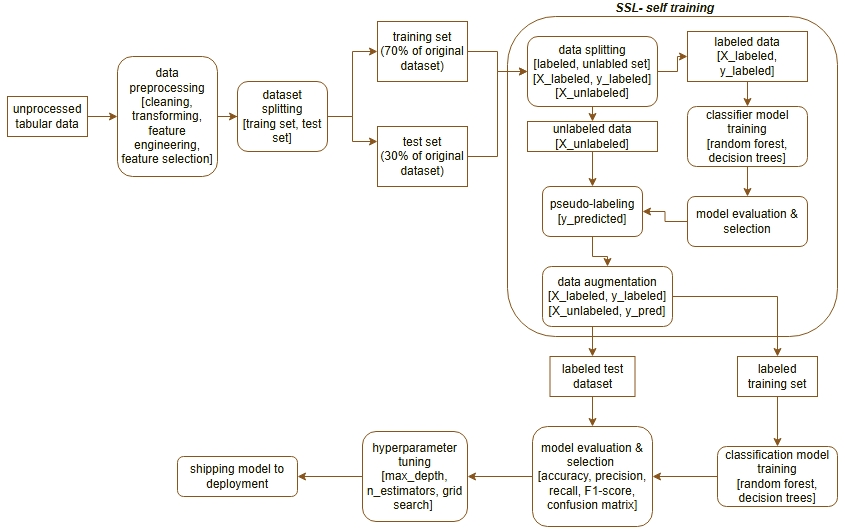 SSL- self training
unprocessed
tabular data
data
preprocessing
[cleaning,
transforming,
feature
engineering,
feature selection]
dataset
splitting
[traing set, test
set]
training set
(70% of original
dataset)
test set
(30% of original
dataset)
data splitting
[labeled, unlabled set]
[X_labeled, y_labeled]
[X_unlabeled]
labeled data
[X_labeled,
y_labeled]
unlabeled data
[X_unlabeled]
classifier model
training
[random forest,
decision trees]
pseudo-labeling
[y_predicted]
model evaluation &
selection
data augmentation
[X_labeled, y_labeled]
[X_unlabeled, y_pred]
labeled test
dataset
labeled
training set
shipping model to
deployment
hyperparameter
tuning
[max_depth,
n_estimators, grid
search]
model evaluation &
selection
[accuracy, precision,
recall, F1-score,
confusion matrix]
classification model
training
[random forest,
decision trees]